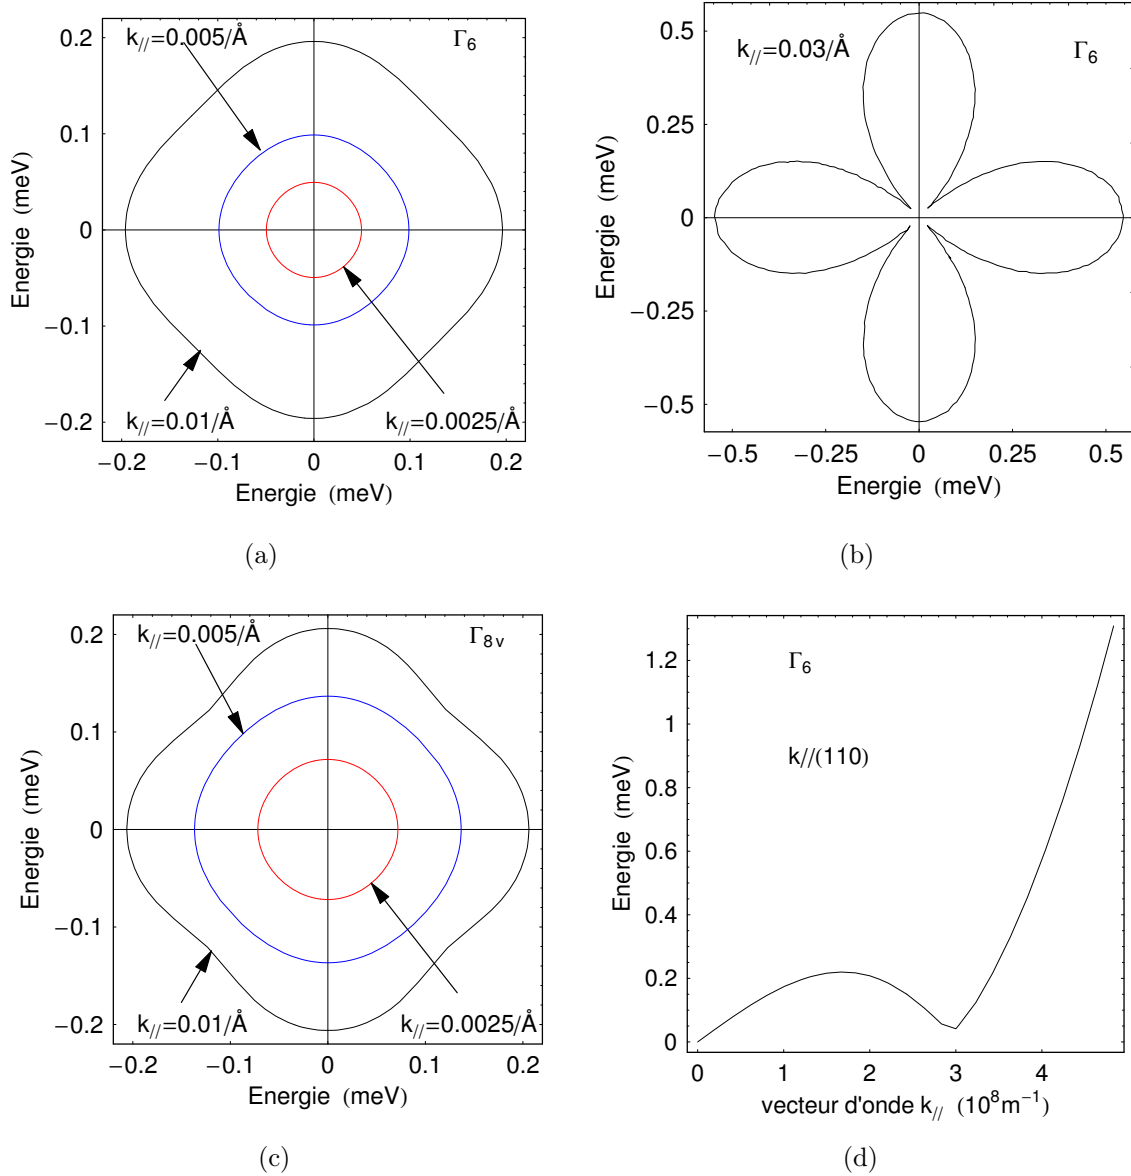 0.2
0.1
0
−0.1
−0.2
Energie (meV)
k//=0.005/Å
Γ6
k//=0.01/Å
k//=0.0025/Å
−0.2 −0.1 0 0.1 0.2
Energie (meV)
(a)
0.5
0.25
0
−0.25
−0.5
Energie (meV)
k//=0.03/Å
Γ6
−0.5 −0.25 0 0.25 0.5
Energie (meV)
(b)
0.2
0.1
0
−0.1
−0.2
Energie (meV)
k//=0.005/Å
Γ8v
k//=0.01/Å
k//=0.0025/Å
−0.2 −0.1 0 0.1 0.2
Energie (meV)
(c)
1.2
1
0.8
0.6
0.4
0.2
0
Energie (meV)
Γ6
k//(110)
0 1 2 3 4
vecteur d'onde k// (10⁸m⁻¹)
(d)